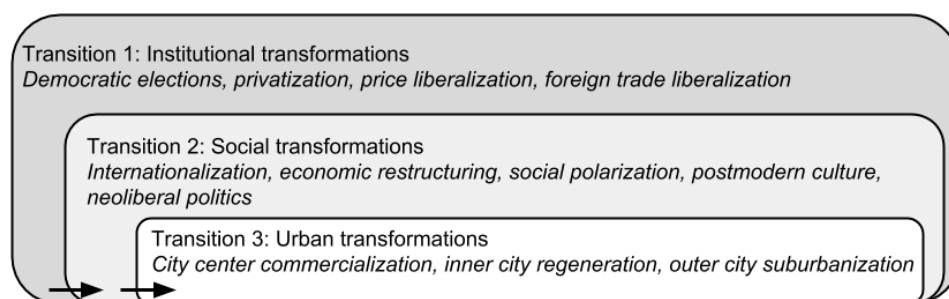 Transition 1: Institutional transformations
Democratic elections, privatization, price liberalization, foreign trade liberalization
Transition 2: Social transformations
Internationalization, economic restructuring, social polarization, postmodern culture,
neoliberal politics
Transition 3: Urban transformations
City center commercialization, inner city regeneration, outer city suburbanization